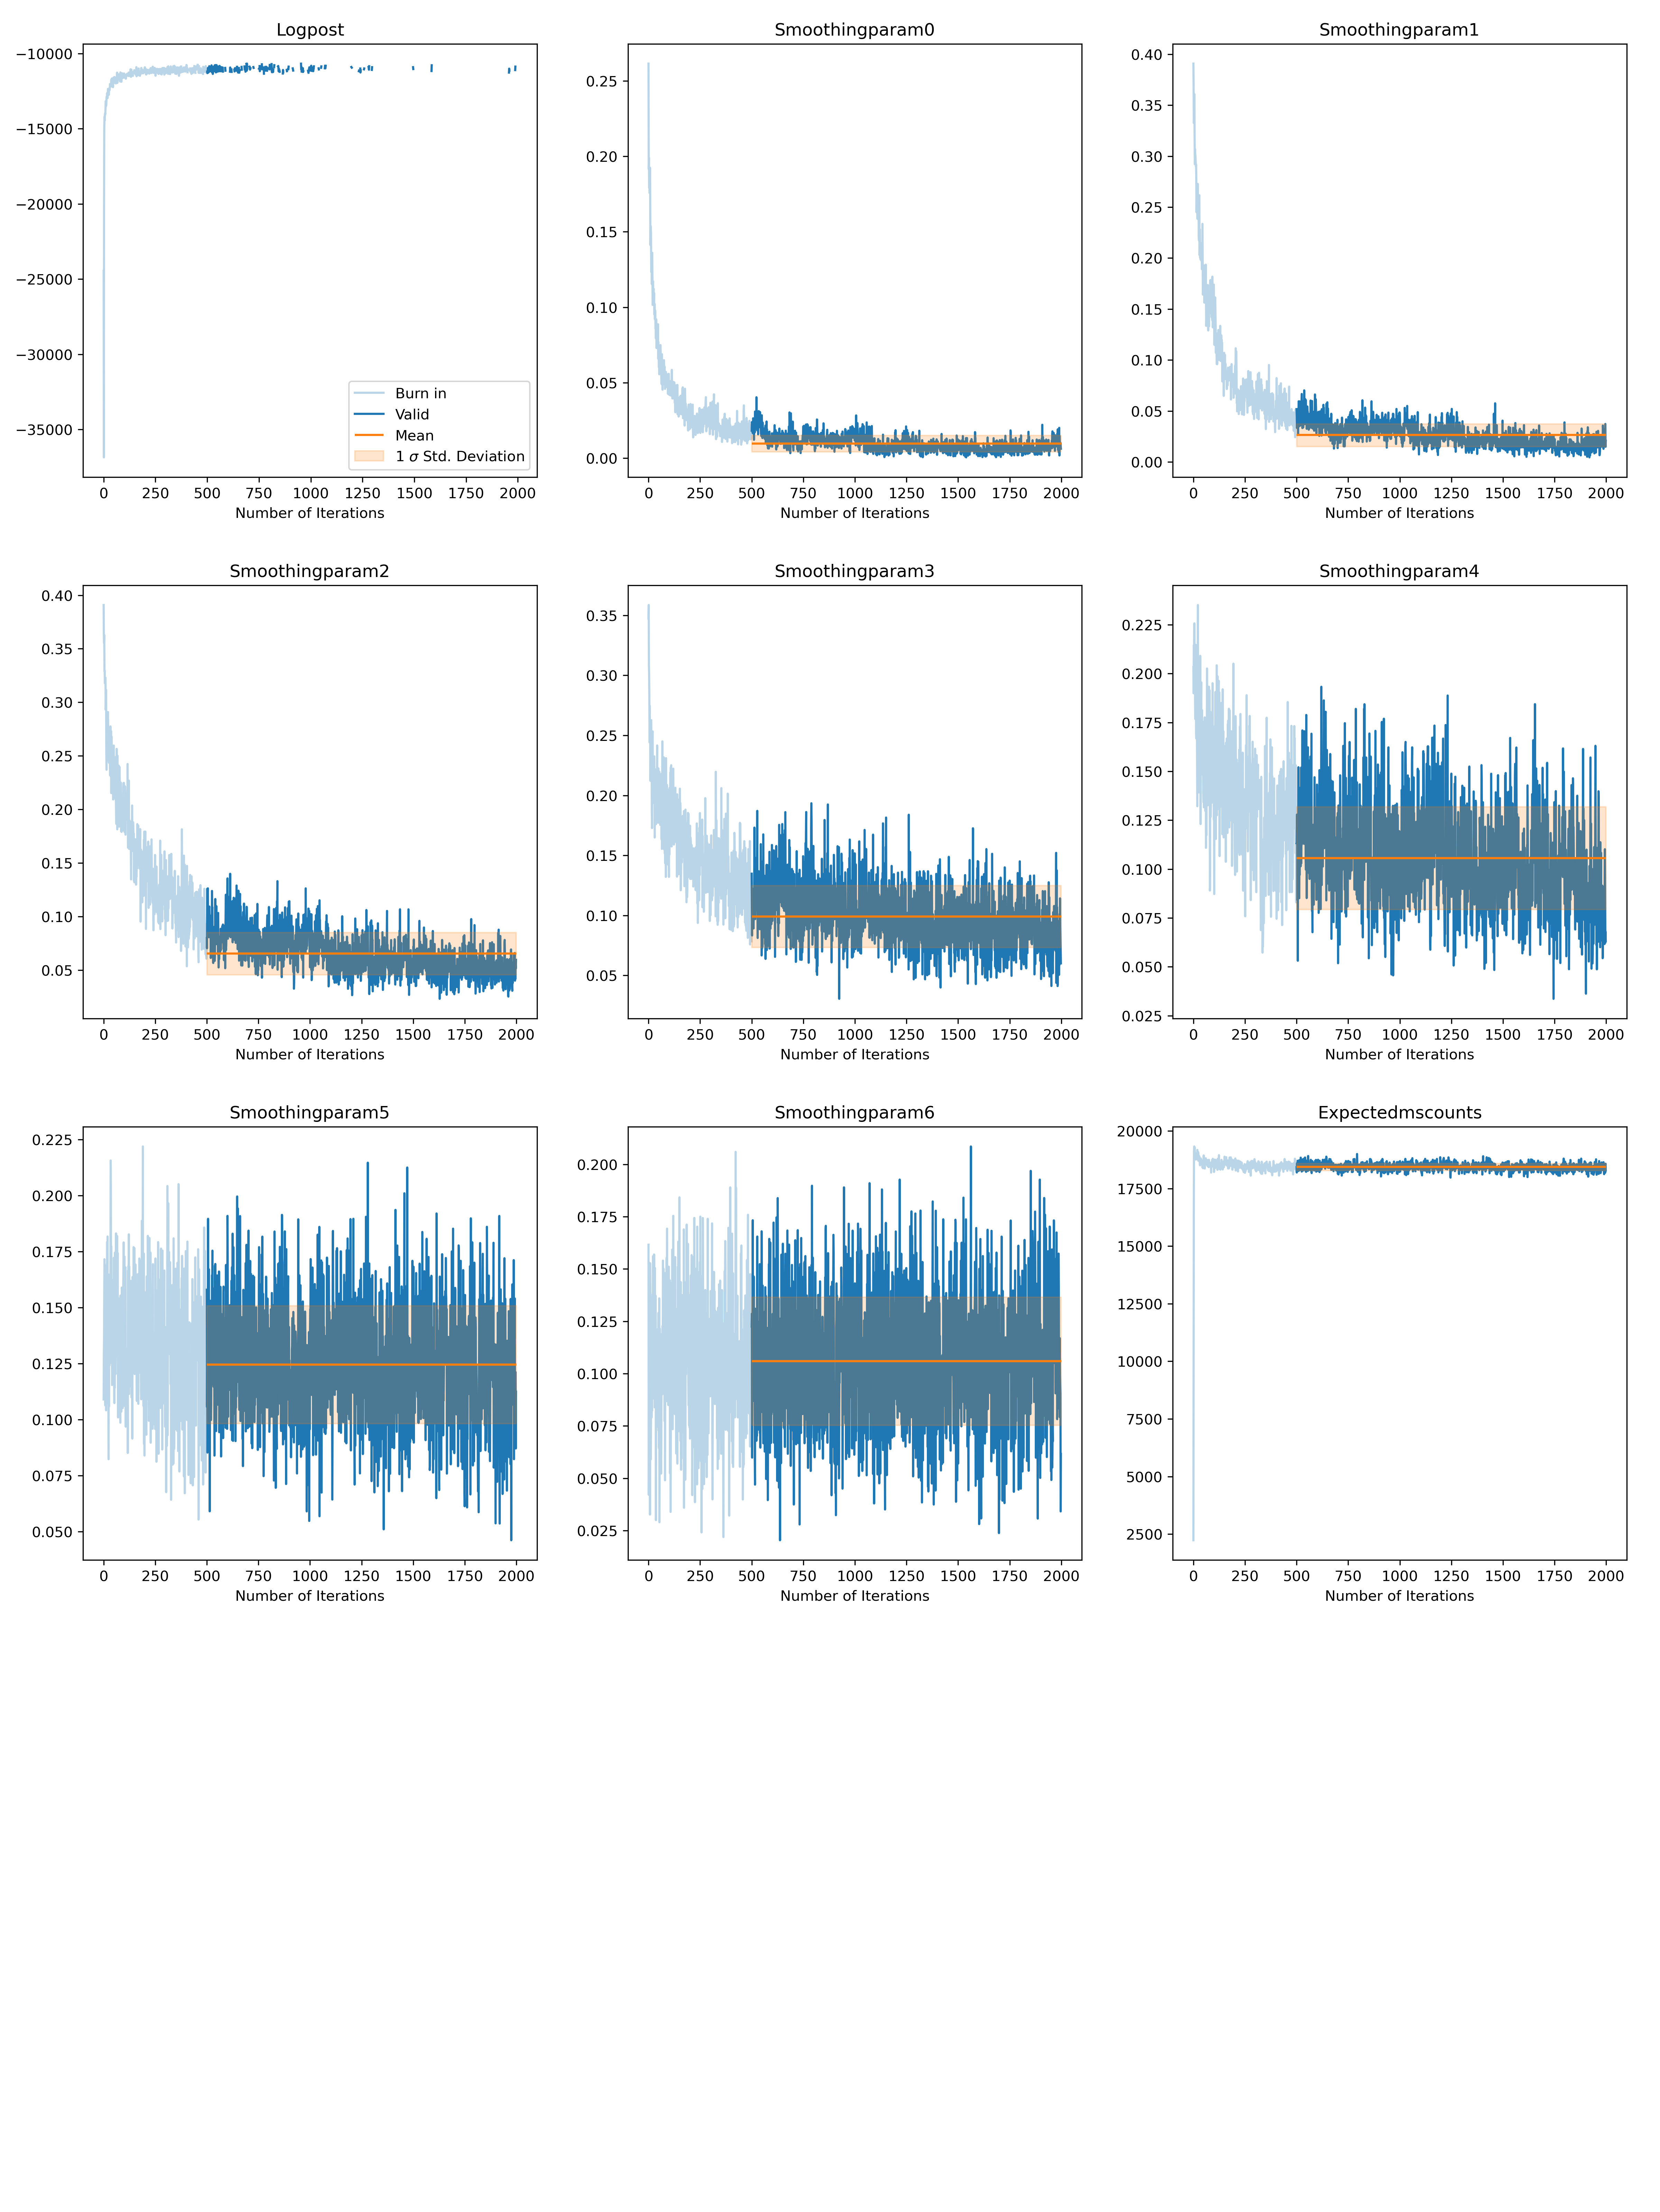 Logpost
−10000
−15000
−20000
−25000
−30000
−35000
Burn in
Valid
Mean
1 σ Std. Deviation
0 250 500 750 1000 1250 1500 1750 2000
Number of Iterations
Smoothingparam0
0.25
0.20
0.15
0.10
0.05
0.00
0 250 500 750 1000 1250 1500 1750 2000
Number of Iterations
Smoothingparam1
0.40
0.35
0.30
0.25
0.20
0.15
0.10
0.05
0.00
0 250 500 750 1000 1250 1500 1750 2000
Number of Iterations
Smoothingparam2
0.40
0.35
0.30
0.25
0.20
0.15
0.10
0.05
0 250 500 750 1000 1250 1500 1750 2000
Number of Iterations
Smoothingparam3
0.35
0.30
0.25
0.20
0.15
0.10
0.05
0 250 500 750 1000 1250 1500 1750 2000
Number of Iterations
Smoothingparam4
0.225
0.200
0.175
0.150
0.125
0.100
0.075
0.050
0.025
0 250 500 750 1000 1250 1500 1750 2000
Number of Iterations
Smoothingparam5
0.225
0.200
0.175
0.150
0.125
0.100
0.075
0.050
0 250 500 750 1000 1250 1500 1750 2000
Number of Iterations
Smoothingparam6
0.200
0.175
0.150
0.125
0.100
0.075
0.050
0.025
0 250 500 750 1000 1250 1500 1750 2000
Number of Iterations
Expectedmscounts
20000
17500
15000
12500
10000
7500
5000
2500
0 250 500 750 1000 1250 1500 1750 2000
Number of Iterations